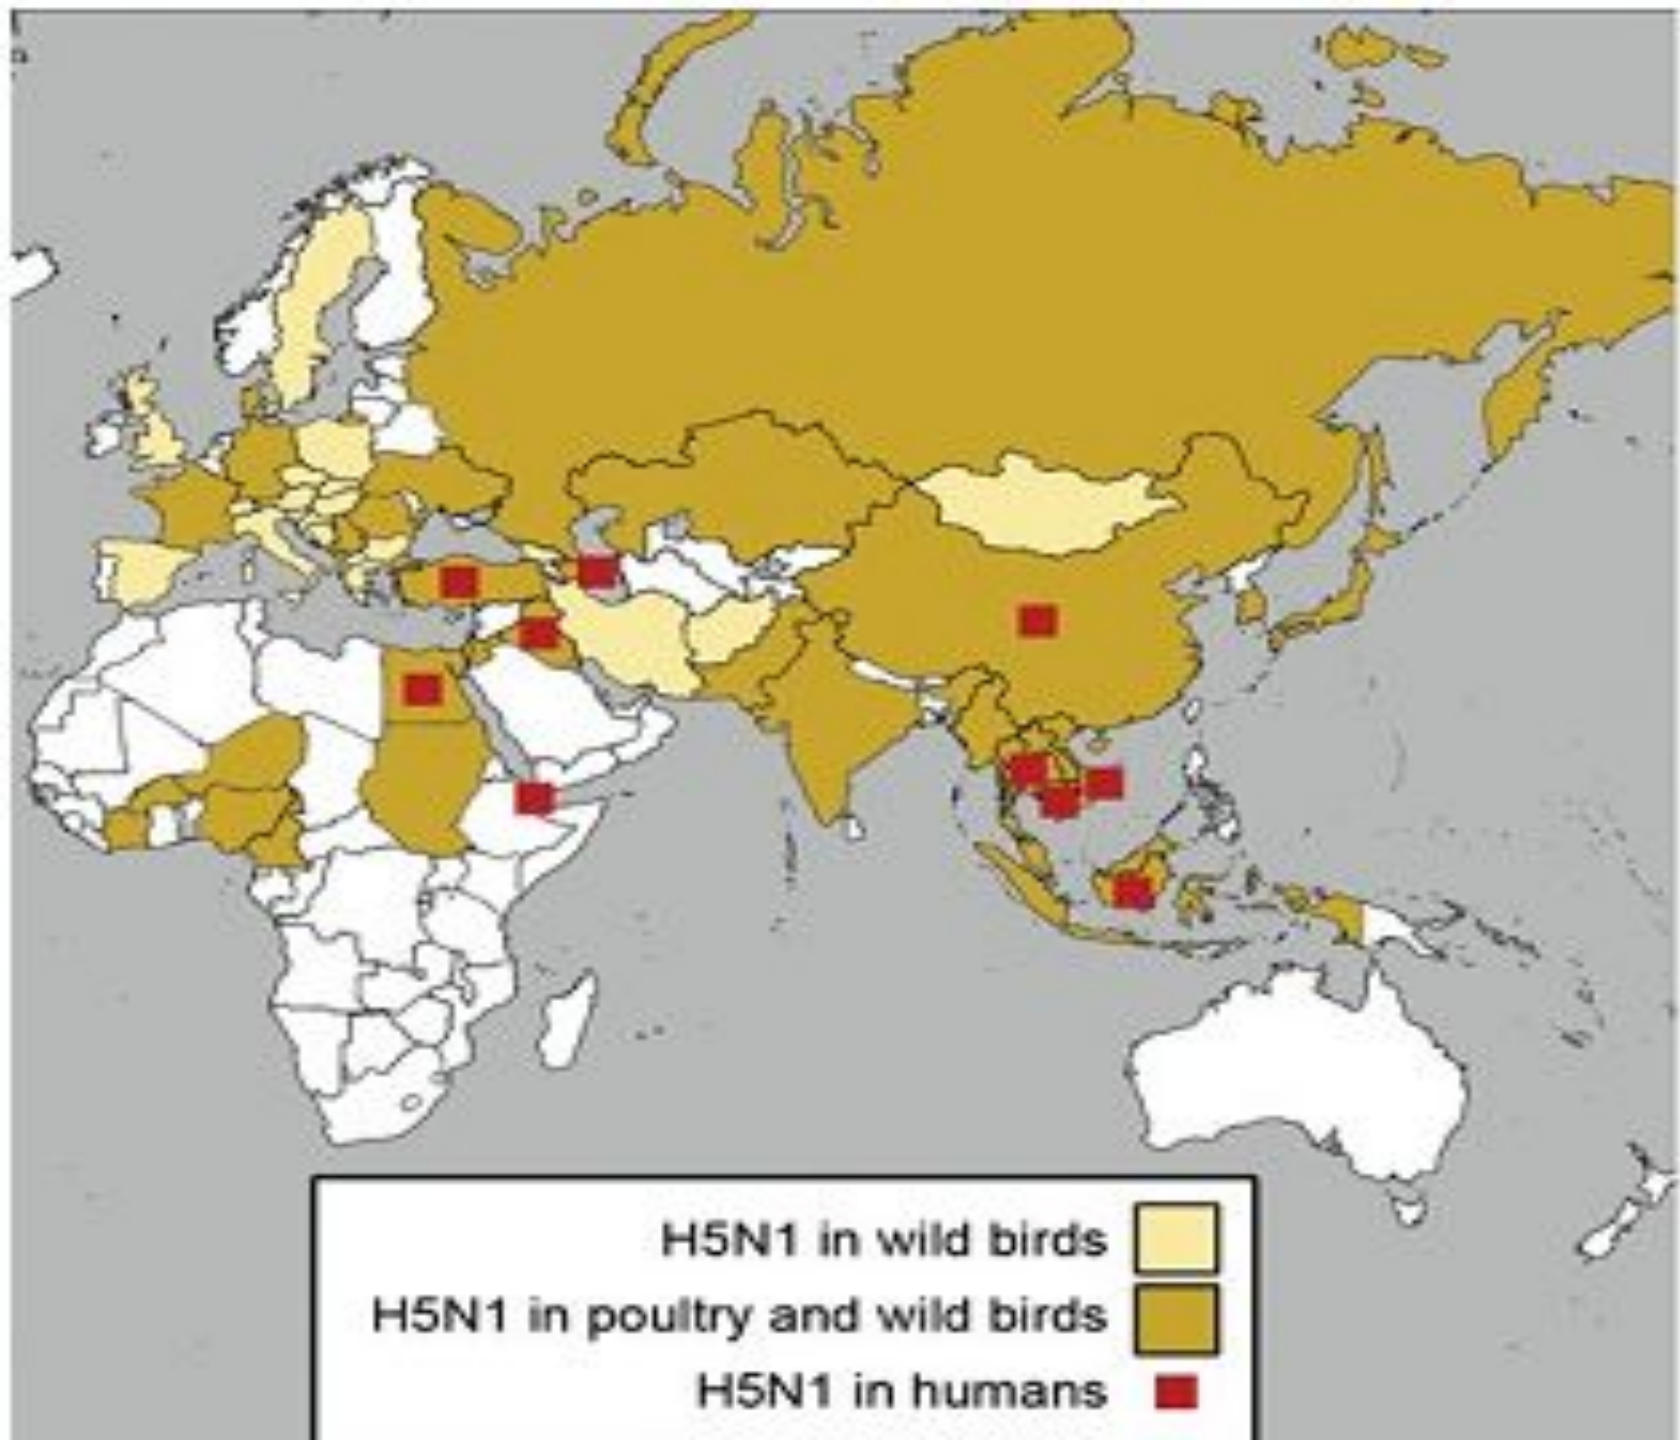 H5N1 in wild birds
H5N1 in poultry and wild birds
H5N1 in humans